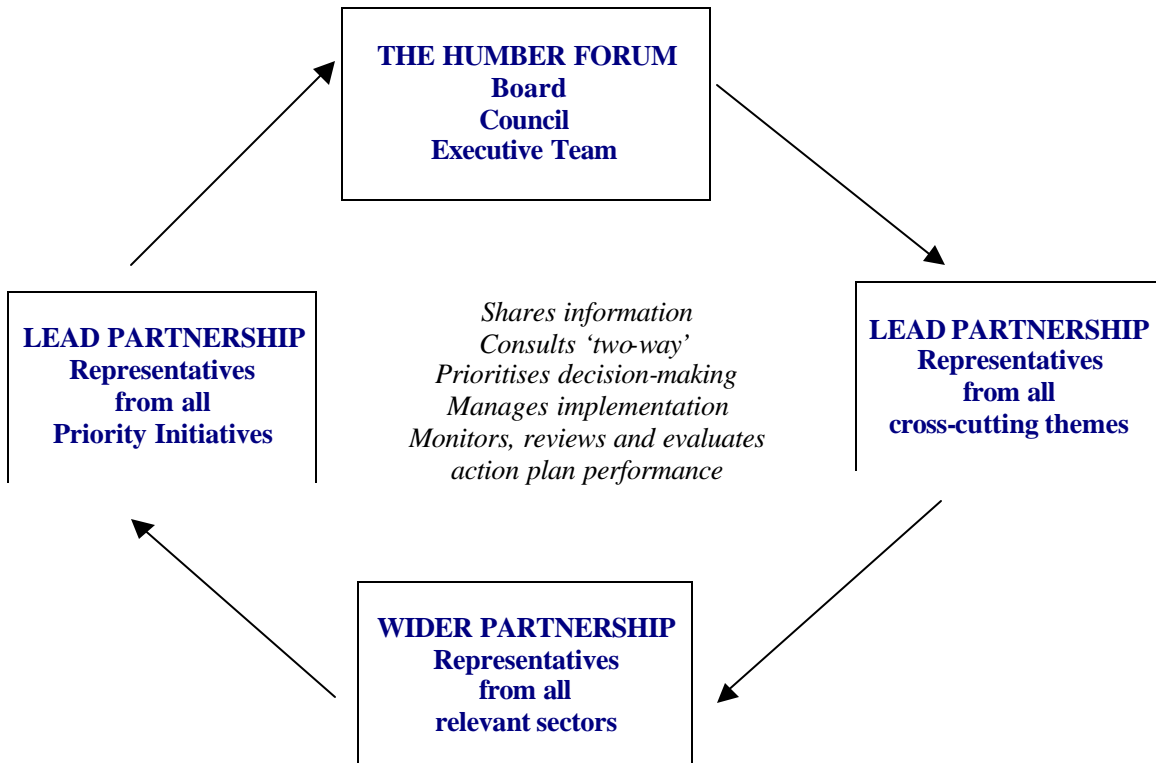 THE HUMBER FORUM
Board
Council
Executive Team
LEAD PARTNERSHIP
Representatives
from all
Priority Initiatives
Shares information
Consults ‘two-way’
Prioritises decision-making
Manages implementation
Monitors, reviews and evaluates
action plan performance
LEAD PARTNERSHIP
Representatives
from all
cross-cutting themes
WIDER PARTNERSHIP
Representatives
from all
relevant sectors